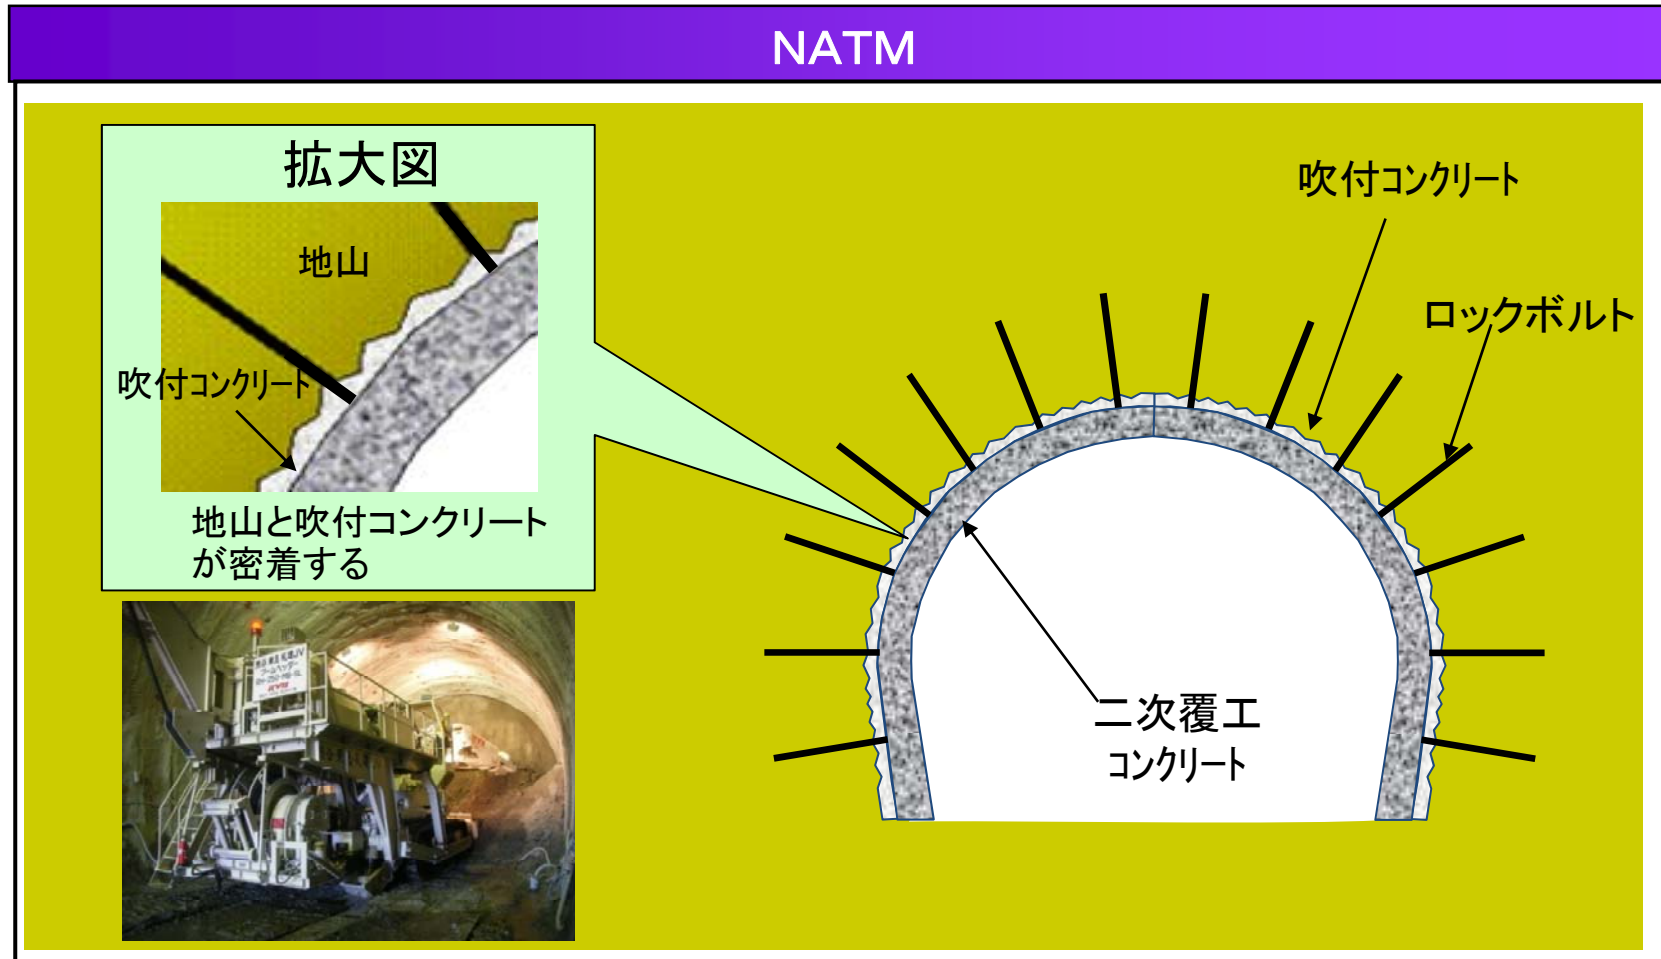 NATM
拡大図
地山
吹付コンクリート
地山と吹付コンクリート
が密着する
吹付コンクリート
ロックボルト
二次覆工
コンクリート